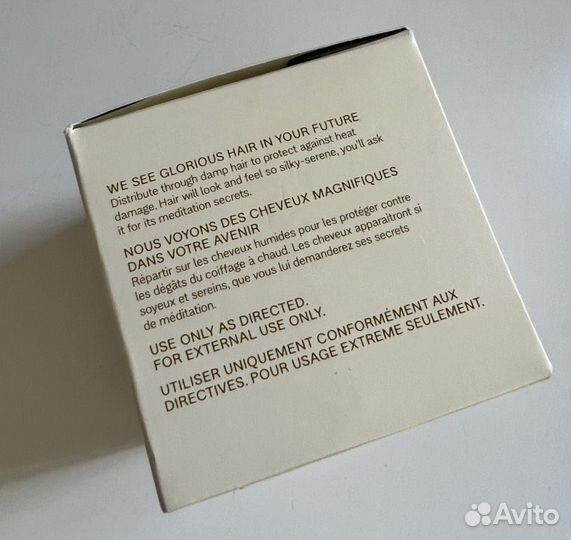 WE SEE GLORIOUS HAIR IN YOUR FUTURE
Distribute through damp hair to protect against heat
damage. Hair will look and feel so silky-serene, you'll ask
it for its meditation secrets.
NOUS VOYONS DES CHEVEUX MAGNIFIQUES
DANS VOTRE AVENIR
Répartir sur les cheveux humides pour les protéger contre
les dégâts du coiffage à chaud. Les cheveux apparaîtront si
soyeux et sereins, que vous lui demanderez ses secrets
de méditation.
USE ONLY AS DIRECTED.
FOR EXTERNAL USE ONLY.
UTILISER UNIQUEMENT CONFORMÉMENT AUX
DIRECTIVES. POUR USAGE EXTREME SEULEMENT.
Avito